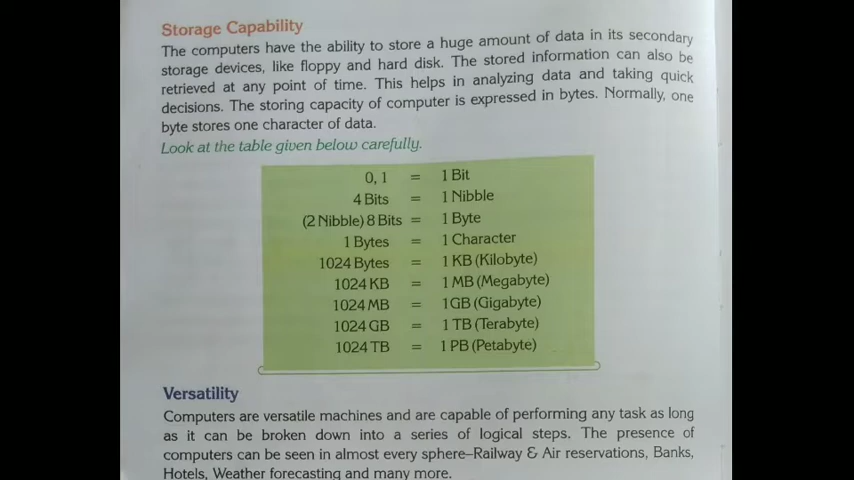 Storage Capability
The computers have the ability to store a huge amount of data in its secondary
storage devices, like floppy and hard disk. The stored information can also be
retrieved at any point of time. This helps in analyzing data and taking quick
decisions. The storing capacity of computer is expressed in bytes. Normally, one
byte stores one character of data.
Look at the table given below carefully.
0, 1 = 1 Bit
4 Bits = 1 Nibble
(2 Nibble) 8 Bits = 1 Byte
1 Bytes = 1 Character
1024 Bytes = 1 KB (Kilobyte)
1024 KB = 1 MB (Megabyte)
1024 MB = 1GB (Gigabyte)
1024 GB = 1 TB (Terabyte)
1024 TB = 1 PB (Petabyte)
Versatility
Computers are versatile machines and are capable of performing any task as long
as it can be broken down into a series of logical steps. The presence of
computers can be seen in almost every sphere–Railway & Air reservations, Banks,
Hotels, Weather forecasting and many more.